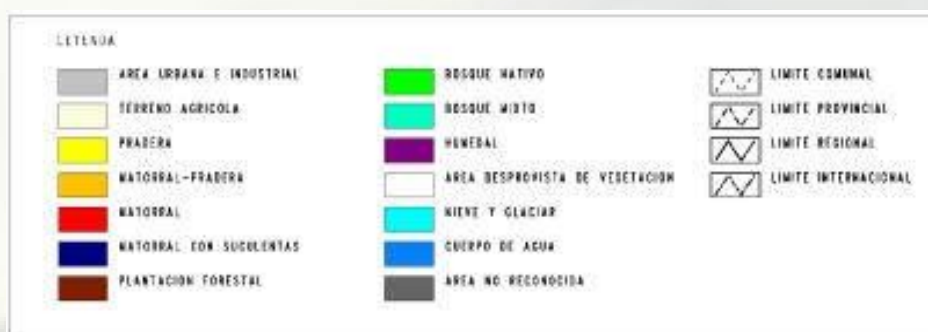 LEYENDA
AREA URBANA E INDUSTRIAL
TERRENO AGRICOLA
PRADERA
MATORRAL-PRADERA
MATORRAL
MATORRAL CON SUCULENTAS
PLANTACION FORESTAL
BOSQUE NATIVO
BOSQUE MIXTO
HUMEDAL
AREA DESPROVISTA DE VEGETACION
NIEVE Y GLACIAR
CUERPO DE AGUA
AREA NO RECONOCIDA
LIMITE COMUNAL
LIMITE PROVINCIAL
LIMITE REGIONAL
LIMITE INTERNACIONAL